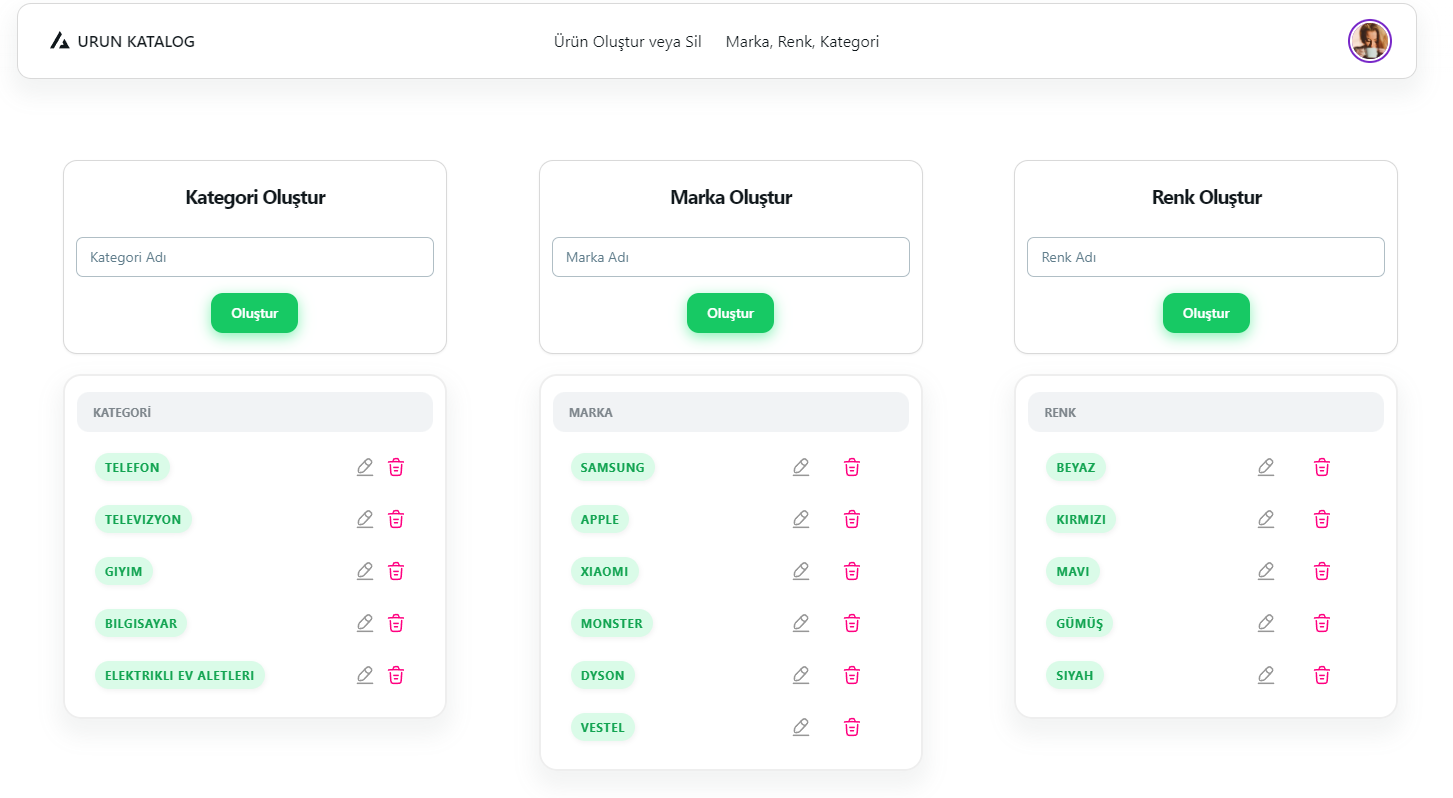 URUN KATALOG
Ürün Oluştur veya Sil
Marka, Renk, Kategori
Kategori Oluştur
Kategori Adı
Oluştur
KATEGORİ
TELEFON
TELEVIZYON
GIYIM
BILGISAYAR
ELEKTRIKLI EV ALETLERI
Marka Oluştur
Marka Adı
Oluştur
MARKA
SAMSUNG
APPLE
XIAOMI
MONSTER
DYSON
VESTEL
Renk Oluştur
Renk Adı
Oluştur
RENK
BEYAZ
KIRMIZI
MAVI
GÜMÜŞ
SIYAH